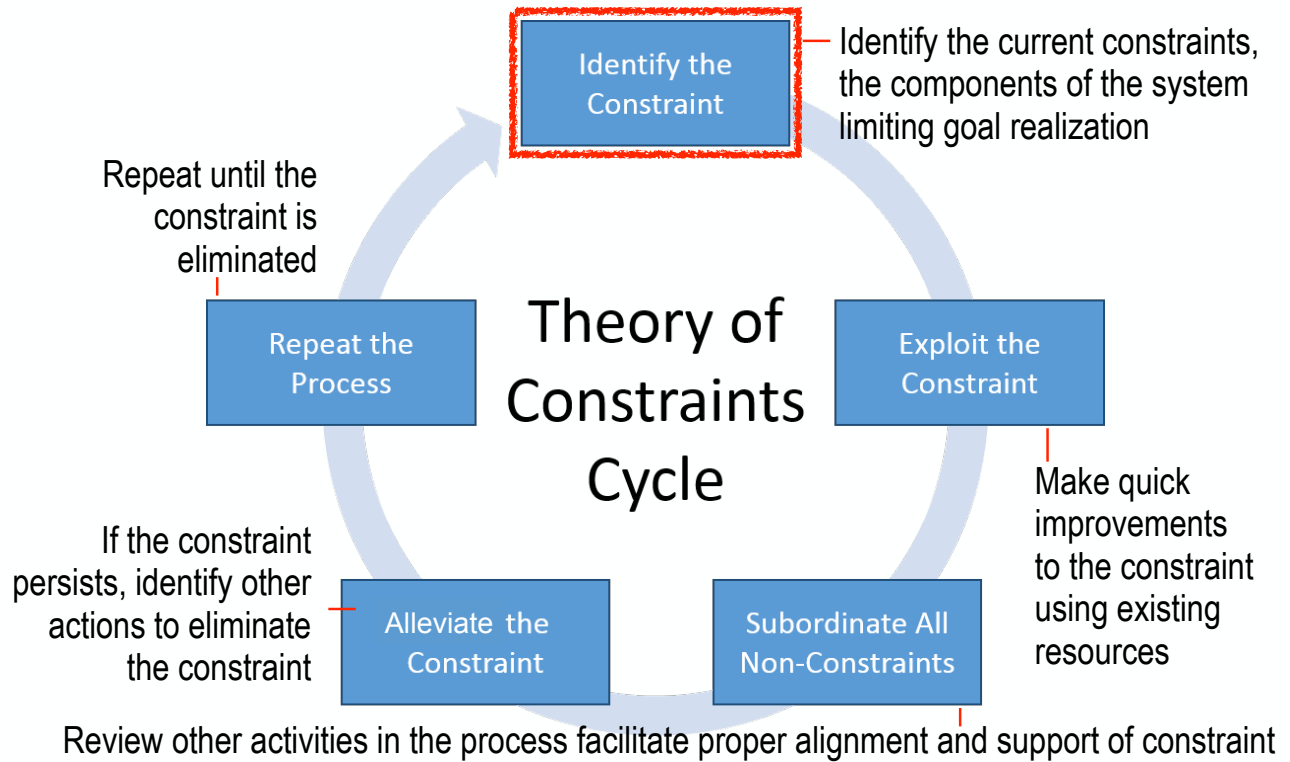 Identify the
Constraint
Identify the current constraints,
the components of the system
limiting goal realization
Exploit the
Constraint
Make quick
improvements
to the constraint
using existing
resources
Subordinate All
Non-Constraints
Review other activities in the process facilitate proper alignment and support of constraint
Alleviate the
Constraint
If the constraint
persists, identify other
actions to eliminate
the constraint
Repeat the
Process
Repeat until the
constraint is
eliminated
Theory of
Constraints
Cycle